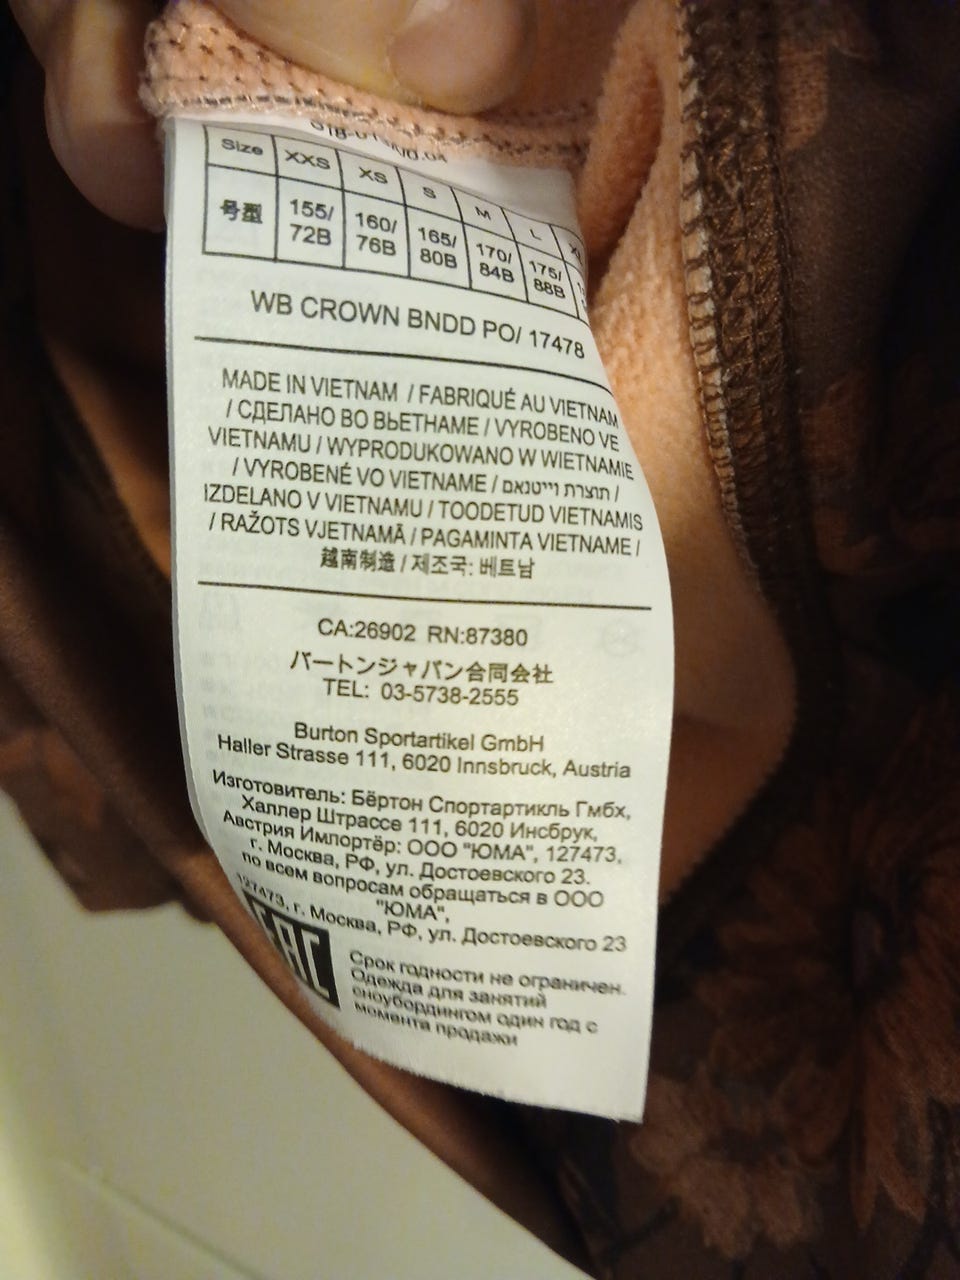 Size XXS XS S M L
号型 155/72B 160/76B 165/80B 170/84B 175/88B
WB CROWN BNDD PO/ 17478
MADE IN VIETNAM / FABRIQUÉ AU VIETNAM
/ СДЕЛАНО ВО ВЬЕТНАМЕ / VYROBENO VE
VIETNAMU / WYPRODUKOWANO W WIETNAMIE
/ VYROBENÉ VO VIETNAME / תוצרת וייטנאם /
IZDELANO V VIETNAMU / TOODETUD VIETNAMIS
/ RAŽOTS VJETNAMĀ / PAGAMINTA VIETNAME /
越南制造 / 제조국: 베트남
CA:26902 RN:87380
バートンジャパン合同会社
TEL: 03-5738-2555
Burton Sportartikel GmbH
Haller Strasse 111, 6020 Innsbruck, Austria
Изготовитель: Бёртон Спортартикль Гмбх,
Халлер Штрассе 111, 6020 Инсбрук,
Австрия Импортёр: ООО "ЮМА", 127473,
г. Москва, РФ, ул. Достоевского 23.
по всем вопросам обращаться в ООО
"ЮМА",
127473, г. Москва, РФ, ул. Достоевского 23
EAC
Срок годности не ограничен.
Одежда для занятий
сноубордингом один год с
момента продажи